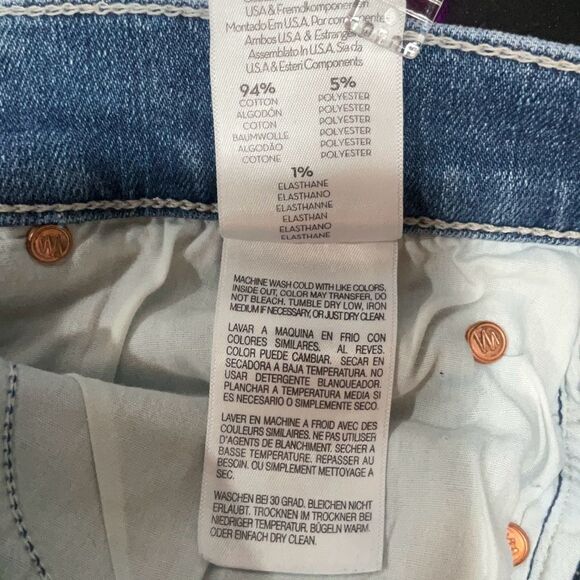 USA & Fremdkomponenten
Montado Em U.S.A. Por componente
Ambos U.S.A & Estrange
Assemblato In U.S.A. Sia da
U.S.A & Esteri Components
94%
COTTON
ALGODÓN
COTON
BAUMWOLLE
ALGODÃO
COTONE
5%
POLYESTER
POLYESTER
POLYESTER
POLYESTER
POLYESTER
POLYESTER
1%
ELASTHANE
ELASTHANO
ELASTHANNE
ELASTHAN
ELASTHANO
ELASTHANE
MACHINE WASH COLD WITH LIKE COLORS,
INSIDE OUT, COLOR MAY TRANSFER, DO
NOT BLEACH. TUMBLE DRY LOW, IRON
MEDIUM IF NECESSARY, OR JUST DRY CLEAN.
LAVAR A MAQUINA EN FRIO CON
COLORES SIMILARES. AL REVES.
COLOR PUEDE CAMBIAR. SECAR EN
SECADORA A BAJA TEMPERATURA. NO
USAR DETERGENTE BLANQUEADOR.
PLANCHAR A TEMPERATURA MEDIA SI
ES NECESARIO O SIMPLEMENTE SECO.
LAVER EN MACHINE A FROID AVEC DES
COULEURS SIMILAIRES. NE PAS UTILISER
D'AGENTS DE BLANCHIMENT. SECHER A
BASSE TEMPERATURE. REPASSER AU
BESOIN. OU SIMPLEMENT METTOYAGE A
SEC.
WASCHEN BEI 30 GRAD. BLEICHEN NICHT
ERLAUBT. TROCKNEN IM TROCKNER BEI
NIEDRIGER TEMPERATUR. BÜGELN WARM.
ODER EINFACH DRY CLEAN.